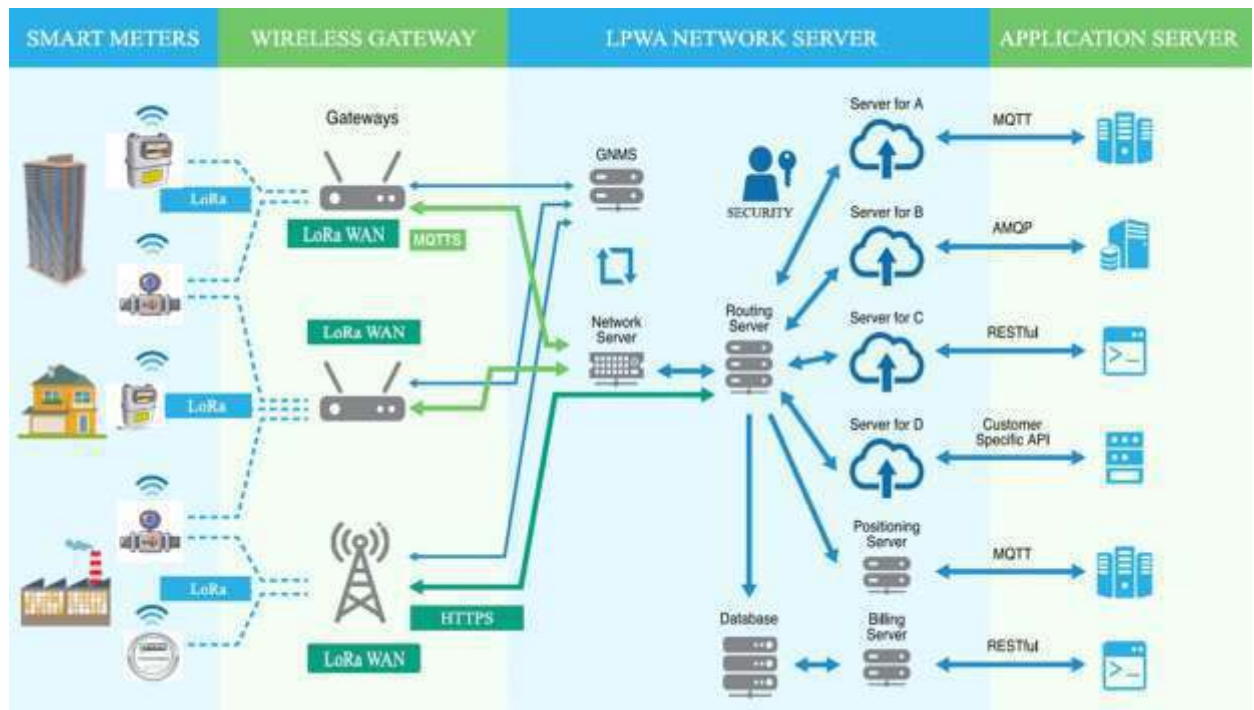 SMART METERS
WIRELESS GATEWAY
LPWA NETWORK SERVER
APPLICATION SERVER
Gateways
LoRa
LoRa WAN
MQTTS
LoRa WAN
LoRa
LoRa
HTTPS
LoRa WAN
GNMS
SECURITY
Network
Server
Routing
Server
Database
Server for A
Server for B
Server for C
Server for D
Positioning
Server
Billing
Server
MQTT
AMQP
RESTful
Customer
Specific API
MQTT
RESTful